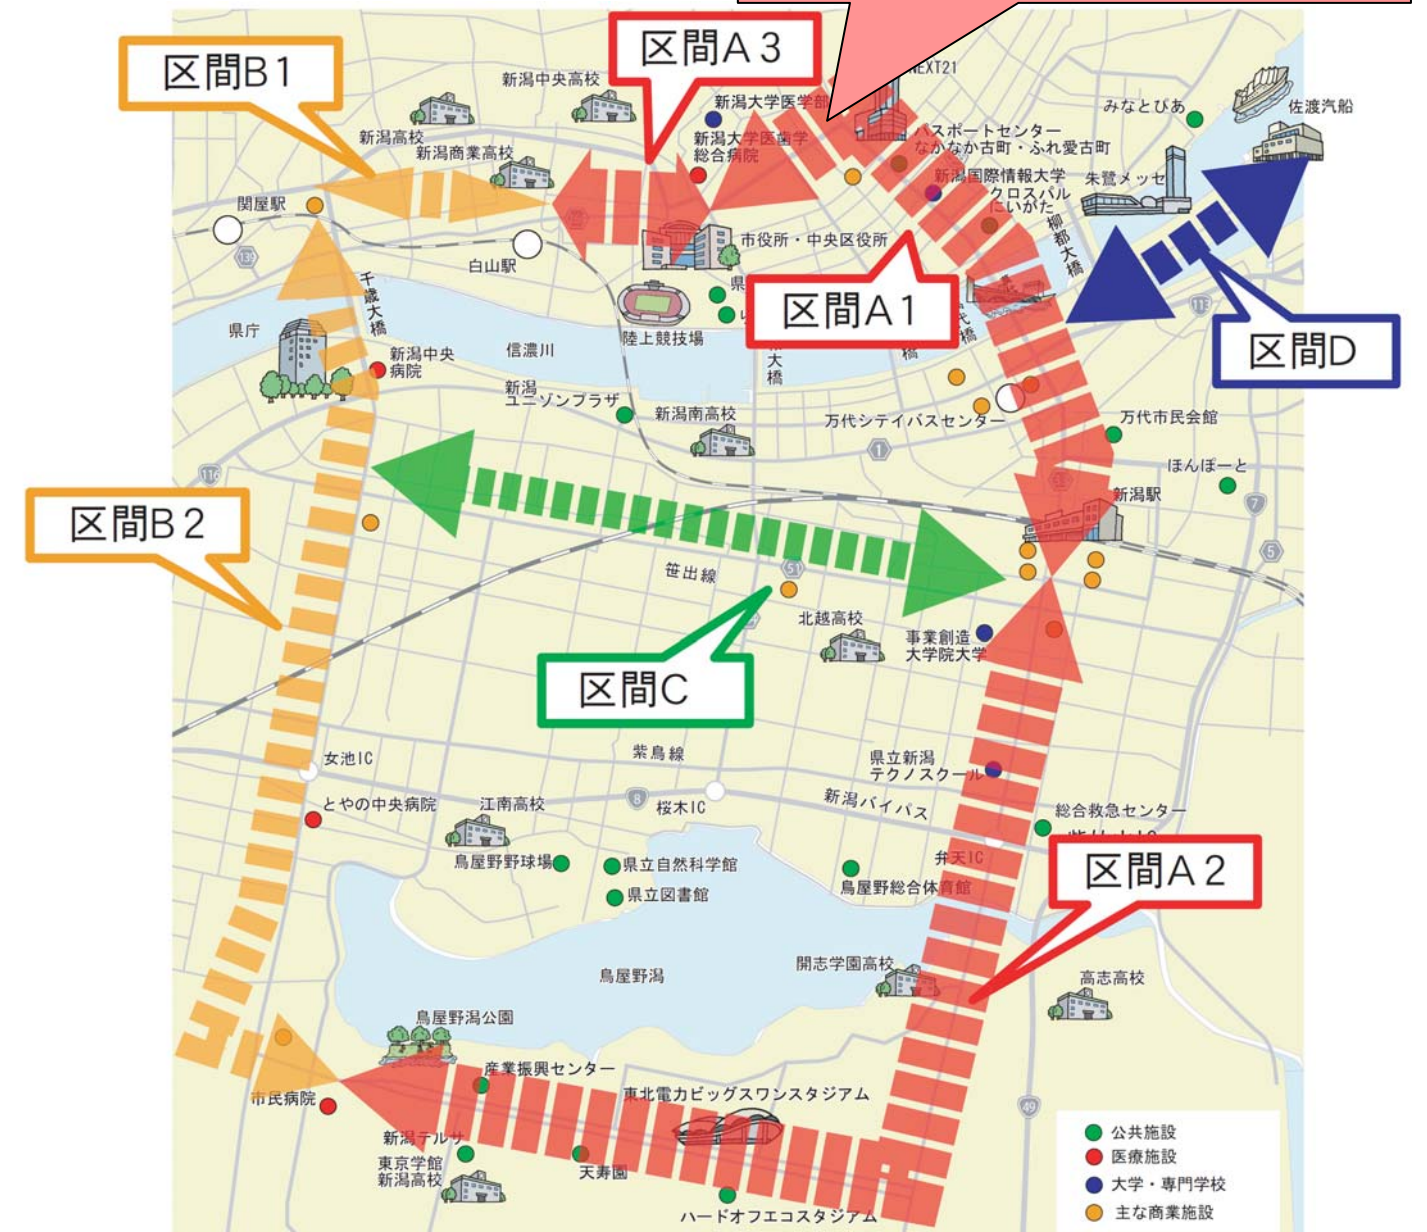 区間A3
NEXT21
区間B1
新潟中央高校
新潟大学医学部
みなとぴあ
佐渡汽船
新潟高校
パスポートセンター
なかなか古町・ふれ愛古町
新潟大学医歯学
総合病院
新潟商業高校
新潟国際情報大学
クロスパル
にいがた
朱鷺メッセ
関屋駅
柳都大橋
市役所・中央区役所
139
白山駅
千歳大橋
県
区間A1
113
県庁
陸上競技場
信濃川
大橋
橋
代橋
区間D
新潟中央
病院
新潟
ユニゾンプラザ
新潟南高校
万代シテイバスセンター
万代市民会館
1
ほんぽーと
116
新潟駅
7
区間B2
5
笹出線
51
北越高校
事業創造
大学院大学
区間C
紫鳥線
女池IC
県立新潟
テクノスクール
8
桜木IC
新潟バイパス
とやの中央病院
江南高校
総合救急センター
鳥屋野野球場
県立自然科学館
弁天IC
区間A2
鳥屋野総合体育館
県立図書館
鳥屋野潟
開志学園高校
高志高校
鳥屋野潟公園
産業振興センター
市民病院
東北電力ビッグスワンスタジアム
49
新潟テルサ
東京学館
新潟高校
天寿園
ハードオフエコスタジアム
公共施設
医療施設
大学・専門学校
主な商業施設